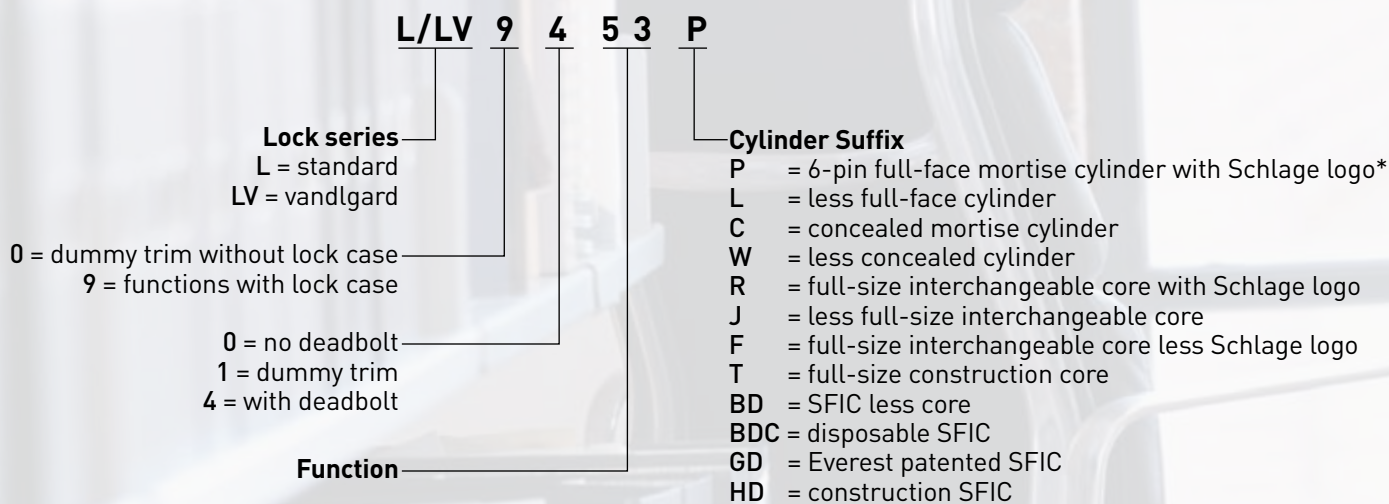 L/LV 9 4 5 3 P
Lock series
L = standard
LV = vandlgard
0 = dummy trim without lock case
9 = functions with lock case
0 = no deadbolt
1 = dummy trim
4 = with deadbolt
Function
Cylinder Suffix
P = 6-pin full-face mortise cylinder with Schlage logo*
L = less full-face cylinder
C = concealed mortise cylinder
W = less concealed cylinder
R = full-size interchangeable core with Schlage logo
J = less full-size interchangeable core
F = full-size interchangeable core less Schlage logo
T = full-size construction core
BD = SFIC less core
BDC = disposable SFIC
GD = Everest patented SFIC
HD = construction SFIC